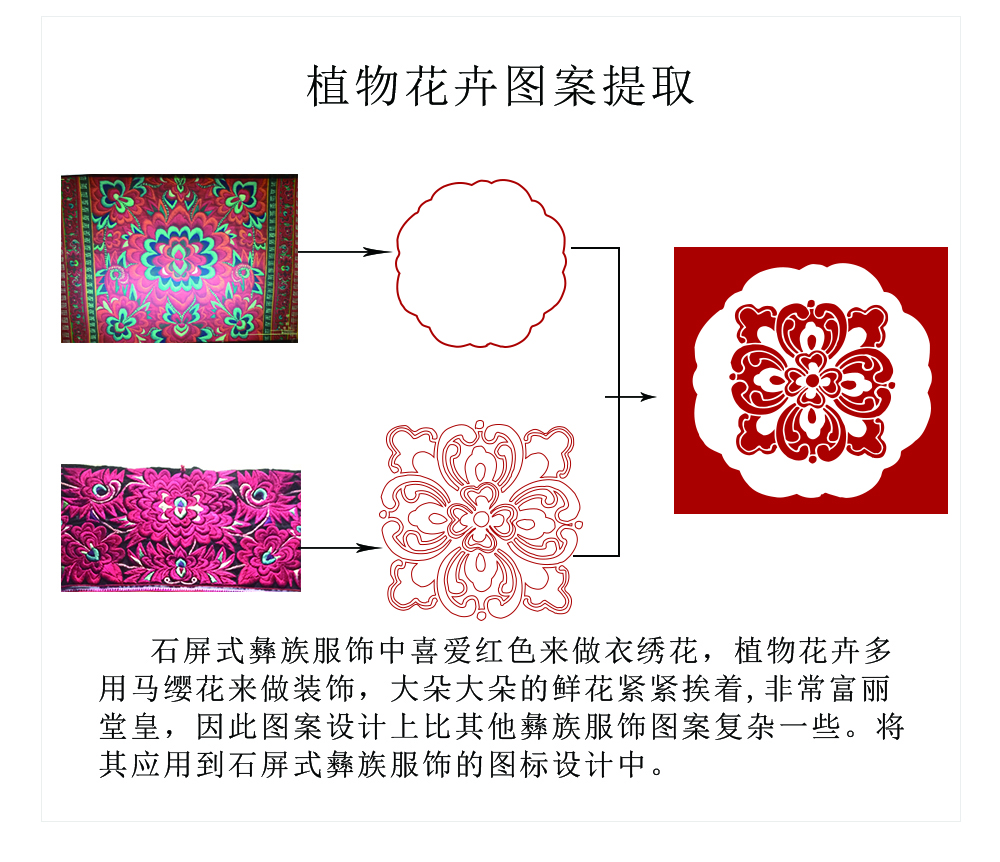 植物花卉图案提取
石屏式彝族服饰中喜爱红色来做衣绣花，植物花卉多
用马缨花来做装饰，大朵大朵的鲜花紧紧挨着,非常富丽
堂皇，因此图案设计上比其他彝族服饰图案复杂一些。将
其应用到石屏式彝族服饰的图标设计中。